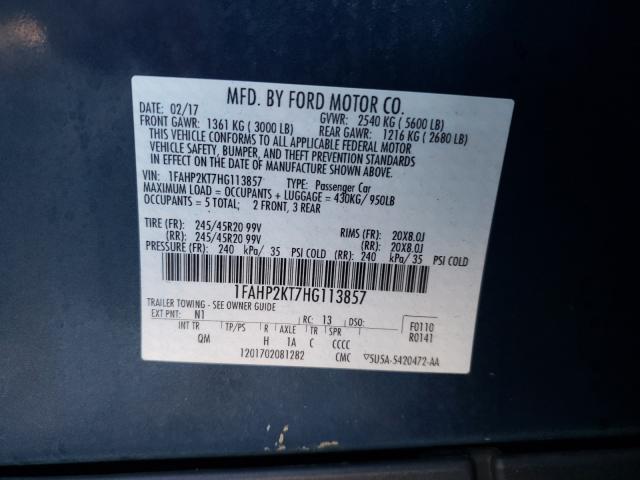 MFD. BY FORD MOTOR CO.
DATE: 02/17 GVWR: 2540 KG ( 5600 LB)
FRONT GAWR: 1361 KG ( 3000 LB) REAR GAWR: 1216 KG ( 2680 LB)
THIS VEHICLE CONFORMS TO ALL APPLICABLE FEDERAL MOTOR
VEHICLE SAFETY, BUMPER, AND THEFT PREVENTION STANDARDS
IN EFFECT ON THE DATE OF MANUFACTURE SHOWN ABOVE.
VIN: 1FAHP2KT7HG113857 TYPE: Passenger Car
MAXIMUM LOAD = OCCUPANTS + LUGGAGE = 430KG/ 950LB
OCCUPANTS = 5 TOTAL; 2 FRONT, 3 REAR
TIRE (FR): 245/45R20 99V RIMS (FR): 20X8.0J
(RR): 245/45R20 99V (RR): 20X8.0J
PRESSURE (FR): 240 kPa/ 35 PSI COLD (RR): 240 kPa/ 35 PSI COLD
1FAHP2KT7HG113857
TRAILER TOWING - SEE OWNER GUIDE
EXT PNT: N1 RC: 13 DSO: F0110
INT TR TP/PS R AXLE TR SPR R0141
QM H 1A C CCCC
1201702081282 CMC ▽5U5A-5420472-AA